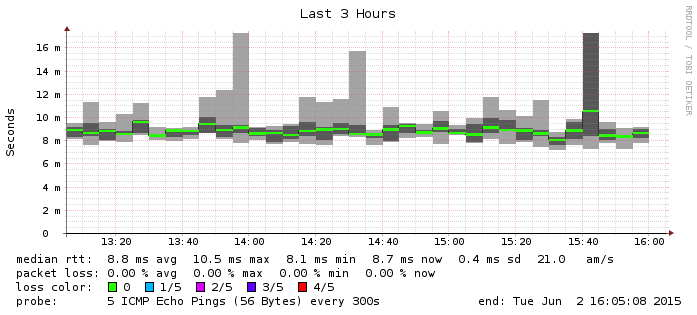 Last 3 Hours
RRDTOOL / TOBI OETIKER
Seconds
16 m
14 m
12 m
10 m
8 m
6 m
4 m
2 m
0
13:20 13:40 14:00 14:20 14:40 15:00 15:20 15:40 16:00
median rtt: 8.8 ms avg 10.5 ms max 8.1 ms min 8.7 ms now 0.4 ms sd 21.0 am/s
packet loss: 0.00 % avg 0.00 % max 0.00 % min 0.00 % now
loss color: 0 1/5 2/5 3/5 4/5
probe: 5 ICMP Echo Pings (56 Bytes) every 300s end: Tue Jun 2 16:05:08 2015